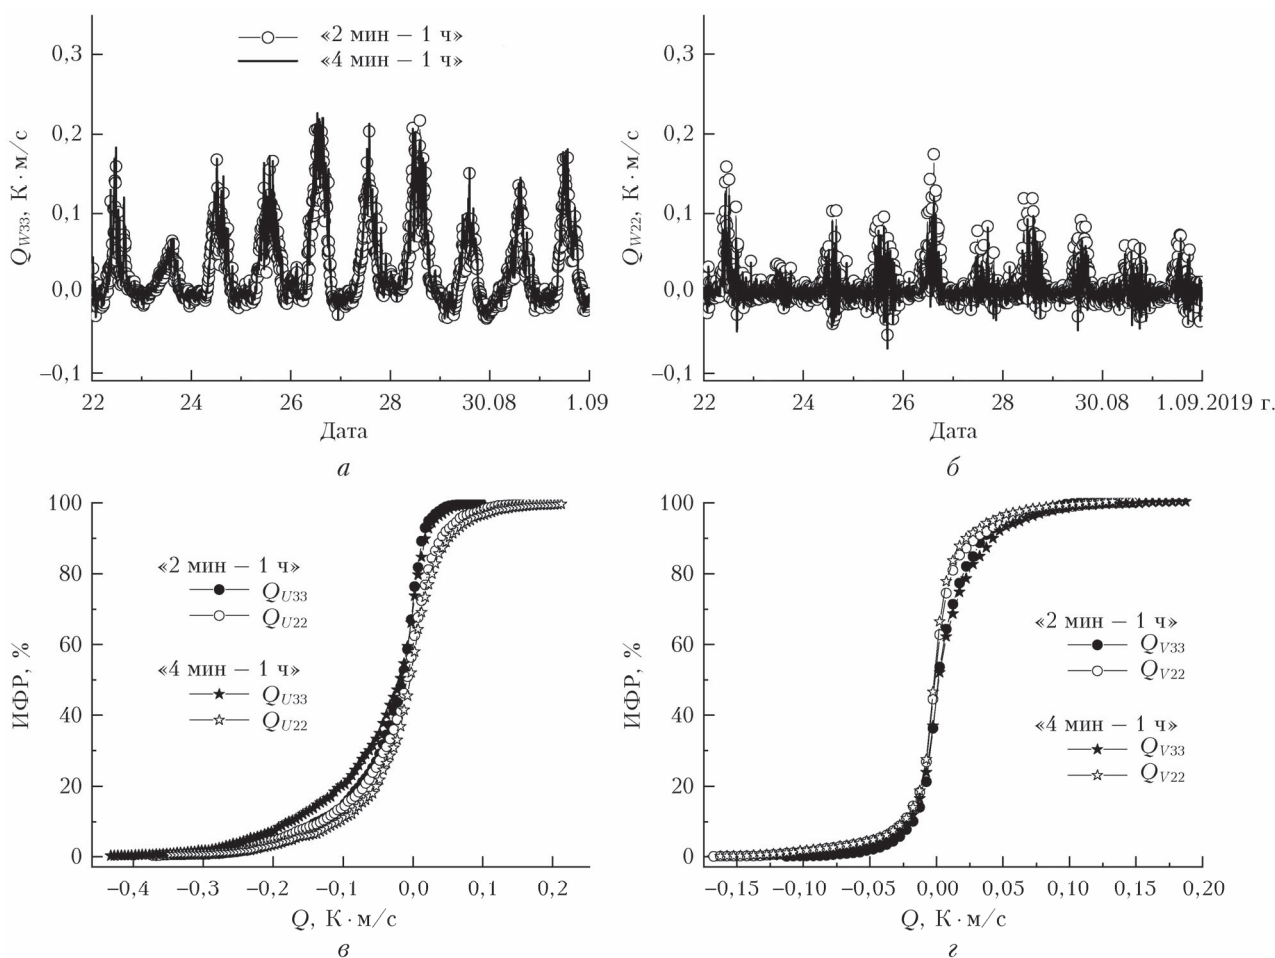 «2 мин – 1 ч»
«4 мин – 1 ч»
0,3
0,2
0,1
0,0
–0,1
Q_W33, К · м/с
22
24
26
28
30.08
1.09
Дата
а
0,3
0,2
0,1
0,0
–0,1
Q_W22, К · м/с
22
24
26
28
30.08
1.09.2019 г.
Дата
б
100
80
60
40
20
0
ИФР, %
«2 мин – 1 ч»
Q_U33
Q_U22
«4 мин – 1 ч»
Q_U33
Q_U22
–0,4
–0,3
–0,2
–0,1
0,0
0,1
0,2
Q, К · м/с
в
100
80
60
40
20
0
ИФР, %
«2 мин – 1 ч»
Q_V33
Q_V22
«4 мин – 1 ч»
Q_V33
Q_V22
–0,15
–0,10
–0,05
0,00
0,05
0,10
0,15
0,20
Q, К · м/с
г